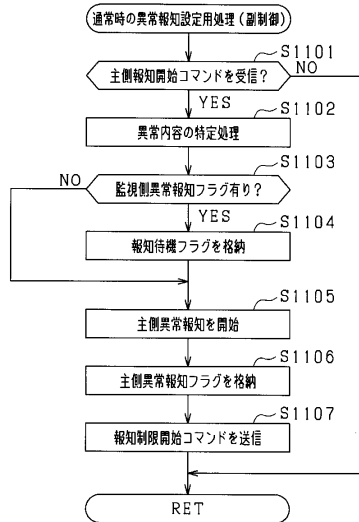 通常時の異常報知設定用処理(副制御)
S1101
主側報知開始コマンドを受信?
NO
YES
S1102
異常内容の特定処理
S1103
NO
監視側異常報知フラグ有り?
YES
S1104
報知待機フラグを格納
S1105
主側異常報知を開始
S1106
主側異常報知フラグを格納
S1107
報知制限開始コマンドを送信
RET